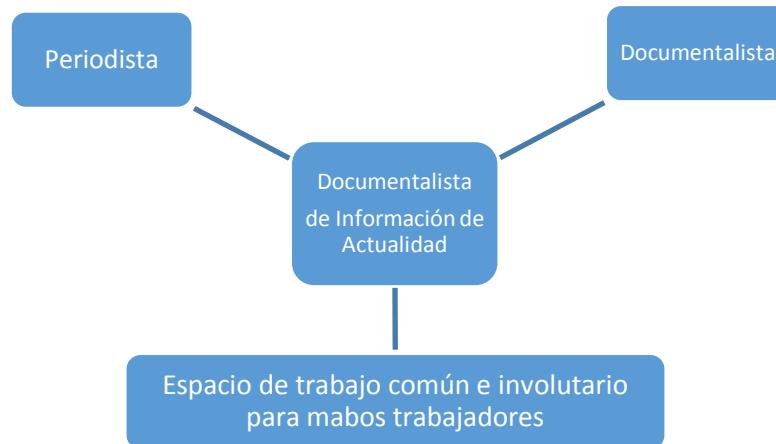 Periodista
Documentalista
Documentalista
de Información de
Actualidad
Espacio de trabajo común e involutario
para mabos trabajadores